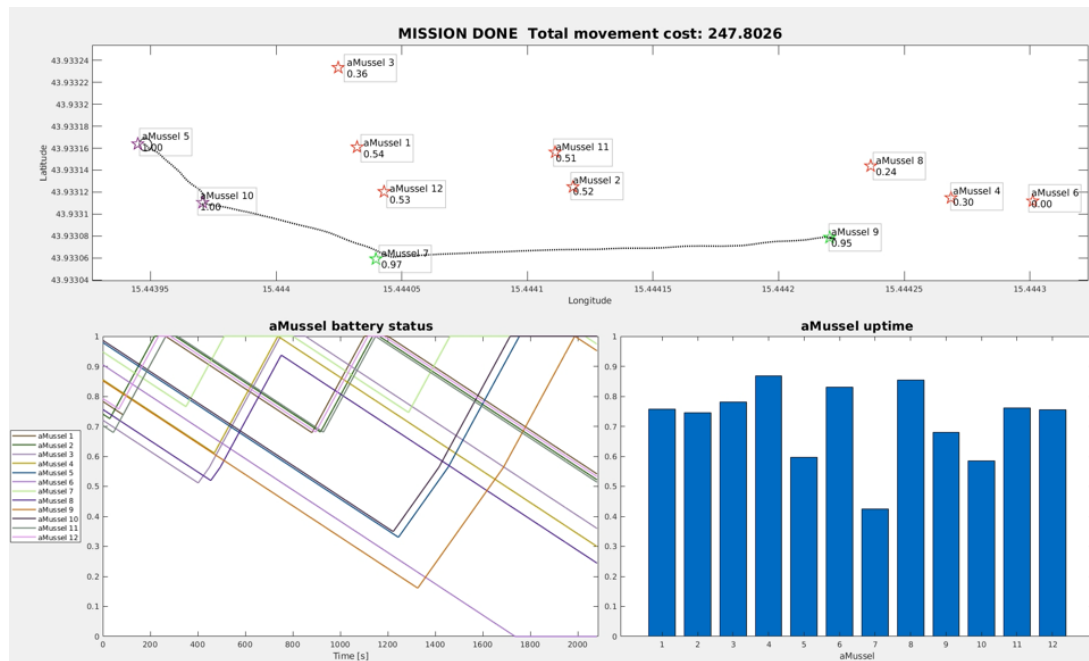 MISSION DONE  Total movement cost: 247.8026
43.93324
43.93322
43.9332
43.93318
43.93316
43.93314
43.93312
43.9331
43.93308
43.93306
43.93304
Latitude
aMussel 3
0.36
aMussel 5
1.00
aMussel 1
0.54
aMussel 11
0.51
aMussel 8
0.24
aMussel 10
1.00
aMussel 12
0.53
aMussel 2
0.52
aMussel 4
0.30
aMussel 6
0.00
aMussel 7
0.97
aMussel 9
0.95
15.44395 15.444 15.44405 15.4441 15.44415 15.4442 15.44425 15.4443
Longitude
aMussel battery status
1
0.9
0.8
0.7
0.6
0.5
0.4
0.3
0.2
0.1
0
0 200 400 600 800 1000 1200 1400 1600 1800 2000
Time [s]
aMussel 1
aMussel 2
aMussel 3
aMussel 4
aMussel 5
aMussel 6
aMussel 7
aMussel 8
aMussel 9
aMussel 10
aMussel 11
aMussel 12
aMussel uptime
1
0.9
0.8
0.7
0.6
0.5
0.4
0.3
0.2
0.1
0
1 2 3 4 5 6 7 8 9 10 11 12
aMussel